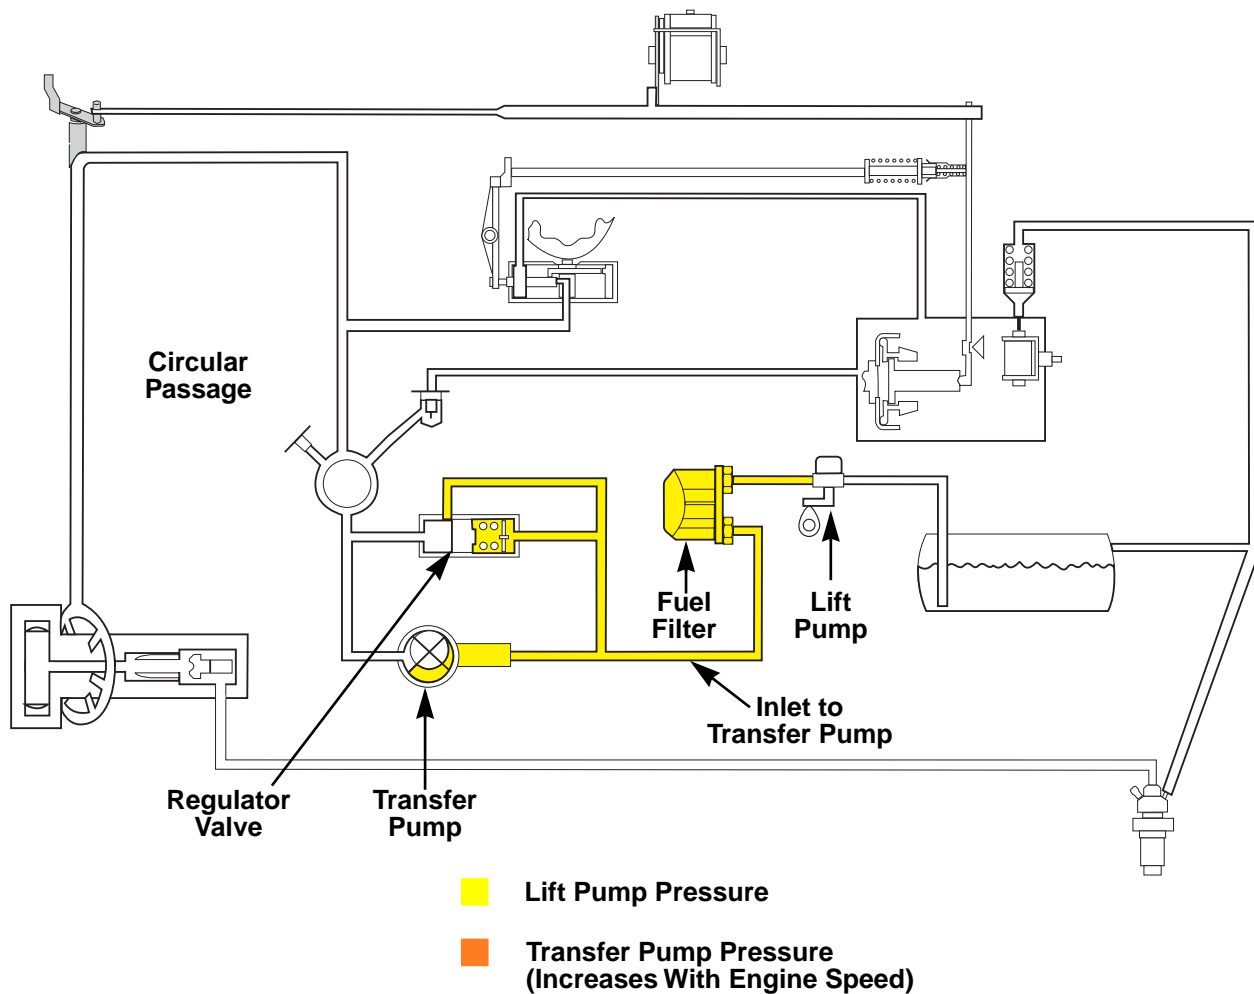 Circular
Passage
Fuel
Filter
Lift
Pump
Inlet to
Transfer Pump
Regulator
Valve
Transfer
Pump
Lift Pump Pressure
Transfer Pump Pressure
(Increases With Engine Speed)